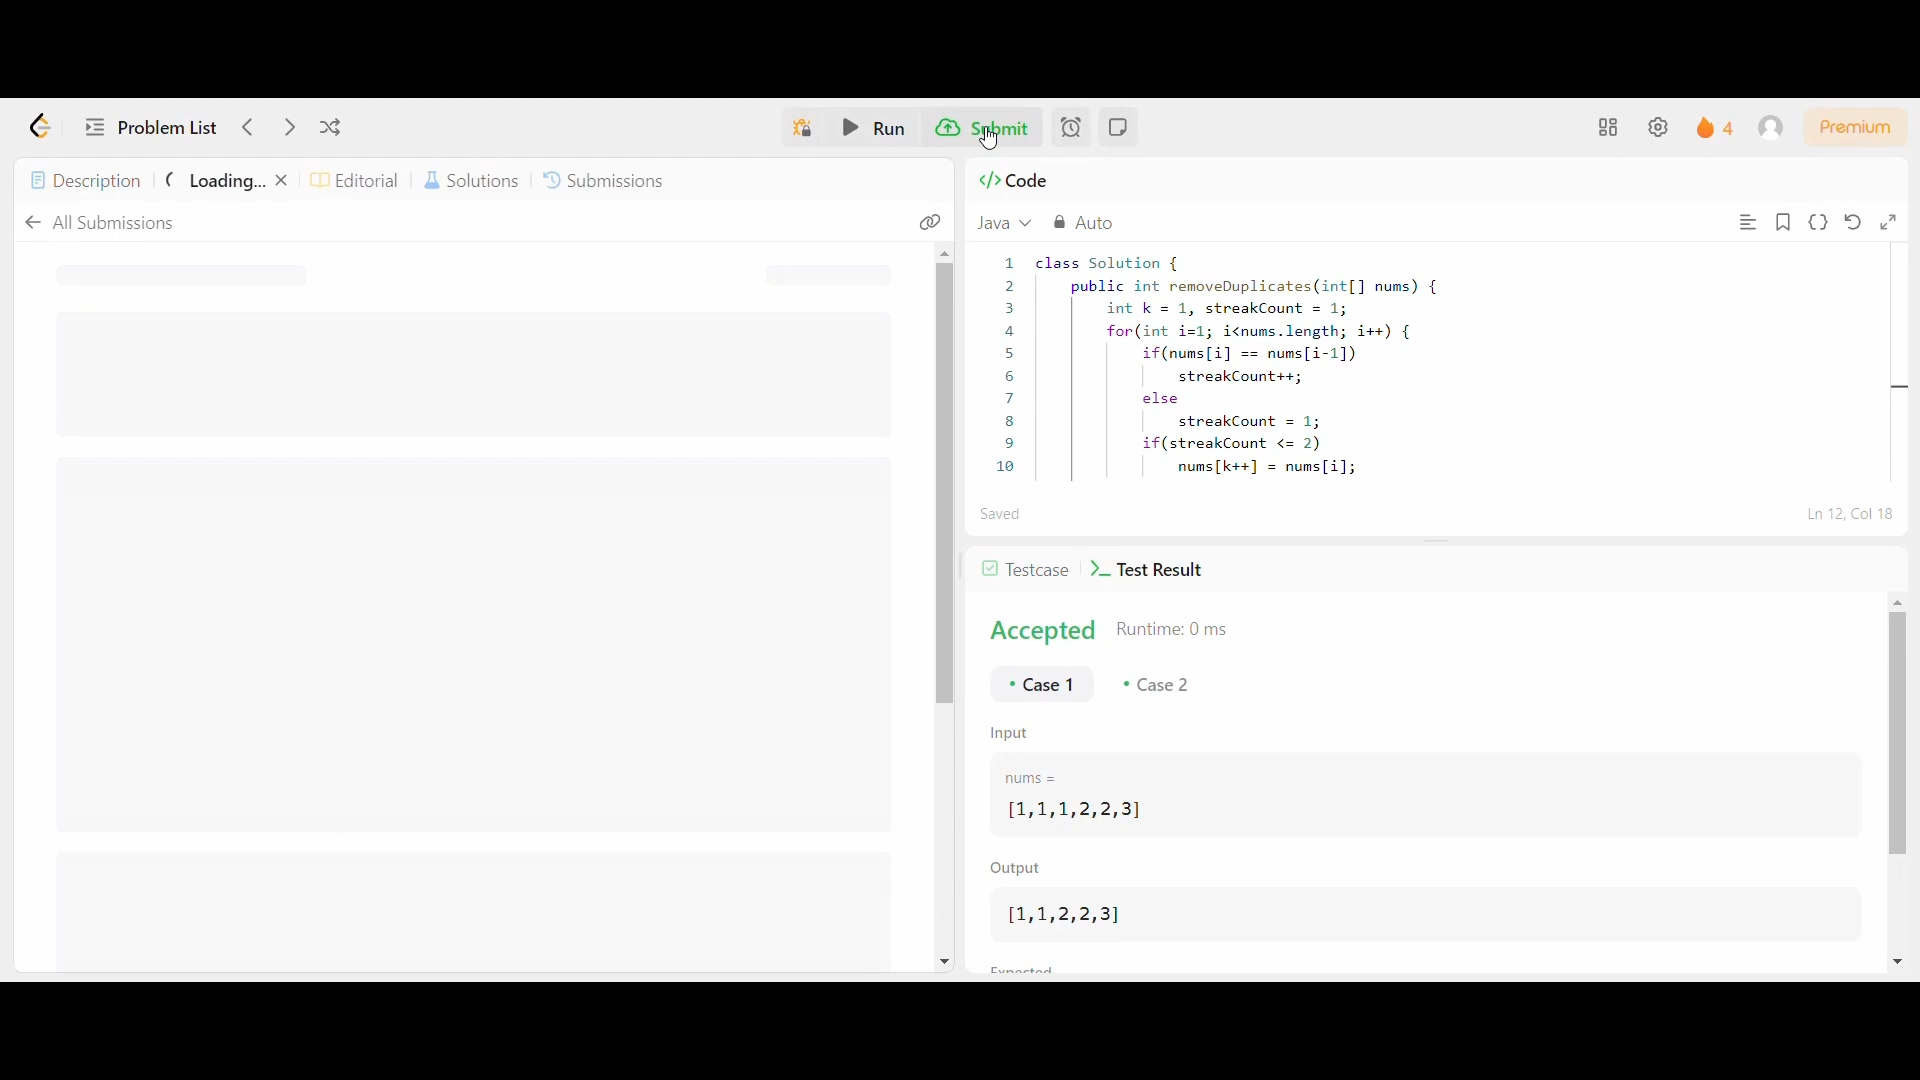 Problem List
Run
Submit
4
Premium
Description
Loading...
Editorial
Solutions
Submissions
</> Code
All Submissions
Java
Auto
1 class Solution {
2 public int removeDuplicates(int[] nums) {
3 int k = 1, streakCount = 1;
4 for(int i=1; i<nums.length; i++) {
5 if(nums[i] == nums[i-1])
6 streakCount++;
7 else
8 streakCount = 1;
9 if(streakCount <= 2)
10 nums[k++] = nums[i];
Saved
Ln 12, Col 18
Testcase
Test Result
Accepted
Runtime: 0 ms
Case 1
Case 2
Input
nums =
[1,1,1,2,2,3]
Output
[1,1,2,2,3]
Expected